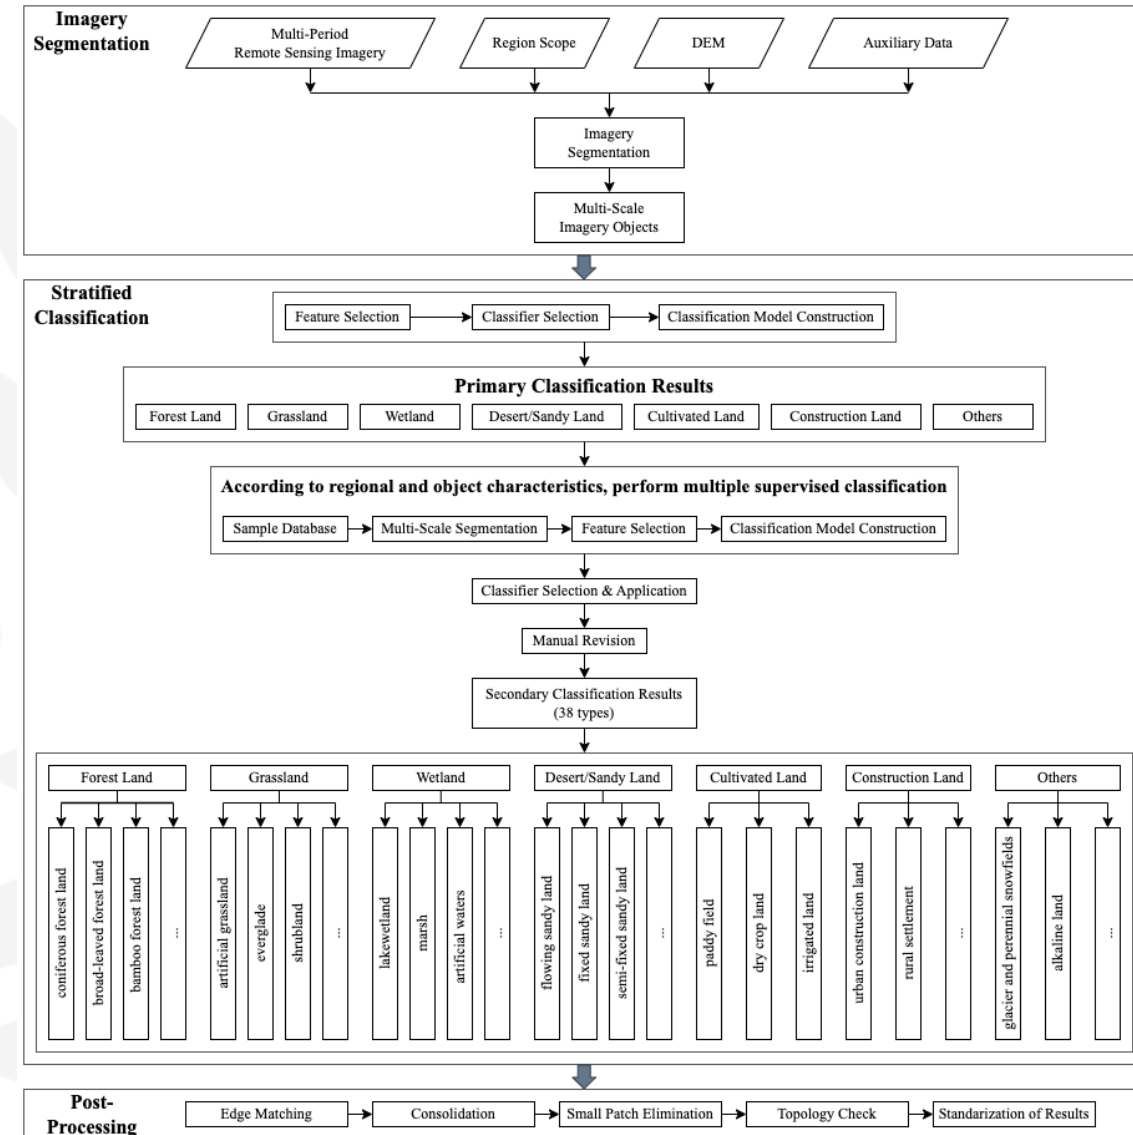 Imagery
Segmentation
Multi-Period
Remote Sensing Imagery
Region Scope
DEM
Auxiliary Data
Imagery
Segmentation
Multi-Scale
Imagery Objects
Stratified
Classification
Feature Selection
Classifier Selection
Classification Model Construction
Primary Classification Results
Forest Land
Grassland
Wetland
Desert/Sandy Land
Cultivated Land
Construction Land
Others
According to regional and object characteristics, perform multiple supervised classification
Sample Database
Multi-Scale Segmentation
Feature Selection
Classification Model Construction
Classifier Selection & Application
Manual Revision
Secondary Classification Results
(38 types)
Forest Land
Grassland
Wetland
Desert/Sandy Land
Cultivated Land
Construction Land
Others
coniferous forest land
broad-leaved forest land
bamboo forest land
...
artificial grassland
everglade
shrubland
...
lakewetland
marsh
artificial waters
...
flowing sandy land
fixed sandy land
semi-fixed sandy land
...
paddy field
dry crop land
irrigated land
urban construction land
rural settlement
...
glacier and perennial snowfields
alkaline land
...
Post-
Processing
Edge Matching
Consolidation
Small Patch Elimination
Topology Check
Standarization of Results